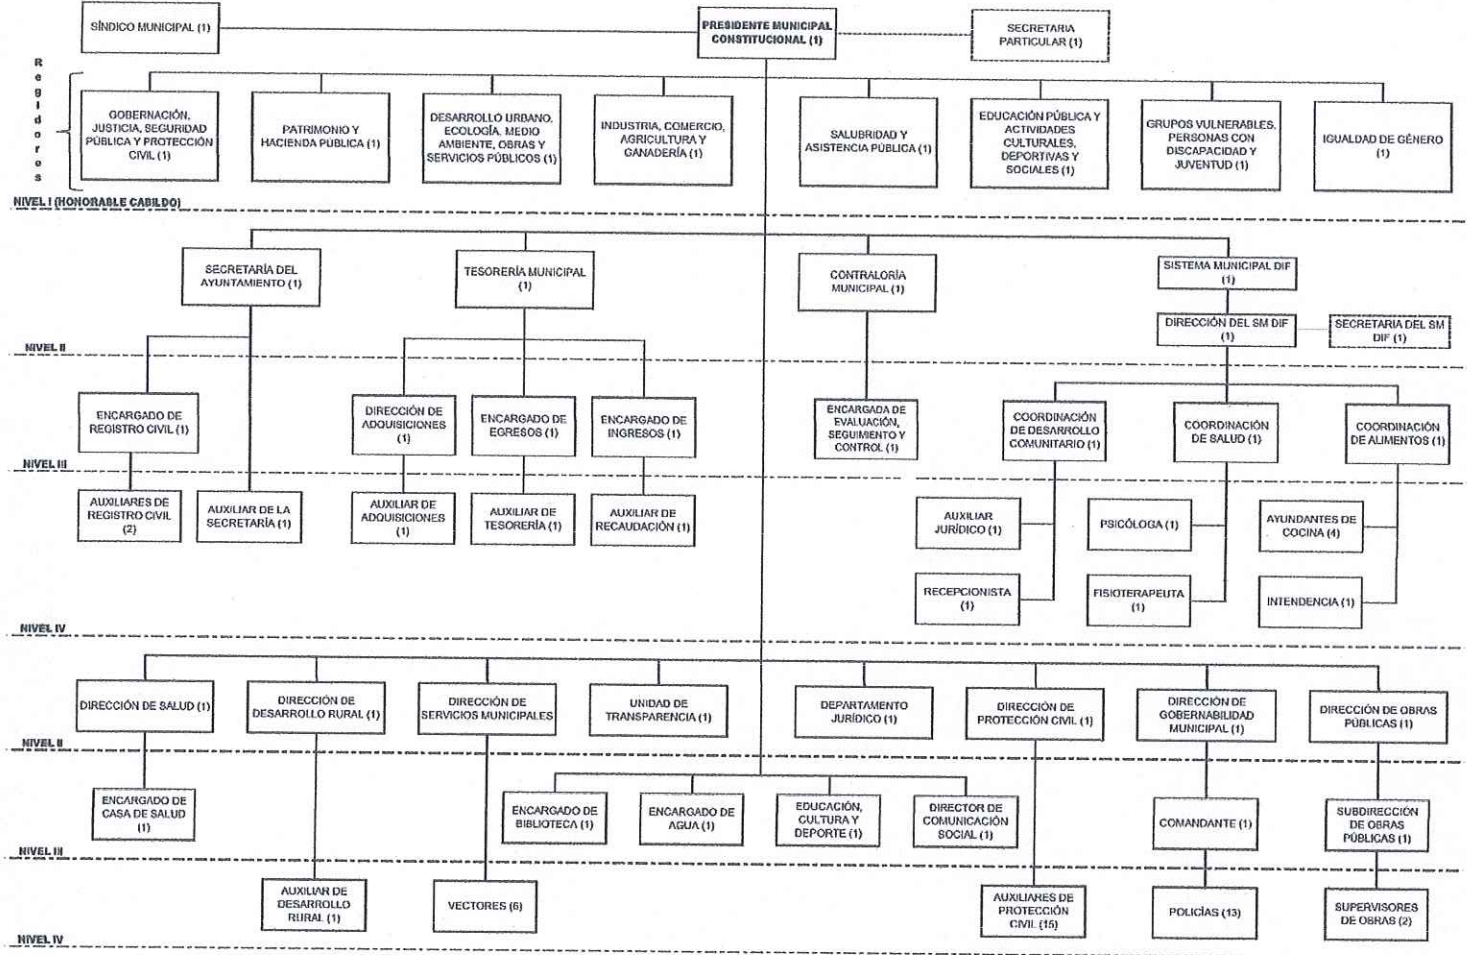 SÍNDICO MUNICIPAL (1)
PRESIDENTE MUNICIPAL
CONSTITUCIONAL (1)
SECRETARIA
PARTICULAR (1)
Regidores
GOBERNACIÓN,
JUSTICIA, SEGURIDAD
PÚBLICA Y PROTECCIÓN
CIVIL (1)
PATRIMONIO Y
HACIENDA PÚBLICA (1)
DESARROLLO URBANO,
ECOLOGÍA, MEDIO
AMBIENTE, OBRAS Y
SERVICIOS PÚBLICOS (1)
INDUSTRIA, COMERCIO,
AGRICULTURA Y
GANADERÍA (1)
SALUBRIDAD Y
ASISTENCIA PÚBLICA (1)
EDUCACIÓN PÚBLICA Y
ACTIVIDADES
CULTURALES,
DEPORTIVAS Y
SOCIALES (1)
GRUPOS VULNERABLES,
PERSONAS CON
DISCAPACIDAD Y
JUVENTUD (1)
IGUALDAD DE GÉNERO
(1)
NIVEL I (HONORABLE CABILDO)
SECRETARÍA DEL
AYUNTAMIENTO (1)
TESORERÍA MUNICIPAL
(1)
CONTRALORÍA
MUNICIPAL (1)
SISTEMA MUNICIPAL DIF
(1)
DIRECCIÓN DEL SM DIF
(1)
SECRETARIA DEL SM
DIF (1)
NIVEL II
ENCARGADO DE
REGISTRO CIVIL (1)
DIRECCIÓN DE
ADQUISICIONES
(1)
ENCARGADO DE
EGRESOS (1)
ENCARGADO DE
INGRESOS (1)
ENCARGADA DE
EVALUACIÓN,
SEGUIMIENTO Y
CONTROL (1)
COORDINACIÓN
DE DESARROLLO
COMUNITARIO (1)
COORDINACIÓN
DE SALUD (1)
COORDINACIÓN
DE ALIMENTOS (1)
NIVEL III
AUXILIARES DE
REGISTRO CIVIL
(2)
AUXILIAR DE LA
SECRETARÍA (1)
AUXILIAR DE
ADQUISICIONES
(1)
AUXILIAR DE
TESORERÍA (1)
AUXILIAR DE
RECAUDACIÓN (1)
AUXILIAR
JURÍDICO (1)
PSICÓLOGA (1)
AYUNDANTES DE
COCINA (4)
RECEPCIONISTA
(1)
FISIOTERAPEUTA
(1)
INTENDENCIA (1)
NIVEL IV
DIRECCIÓN DE SALUD (1)
DIRECCIÓN DE
DESARROLLO RURAL (1)
DIRECCIÓN DE
SERVICIOS MUNICIPALES
UNIDAD DE
TRANSPARENCIA (1)
DEPARTAMENTO
JURÍDICO (1)
DIRECCIÓN DE
PROTECCIÓN CIVIL (1)
DIRECCIÓN DE
GOBERNABILIDAD
MUNICIPAL (1)
DIRECCIÓN DE OBRAS
PÚBLICAS (1)
NIVEL II
ENCARGADO DE
CASA DE SALUD
(1)
ENCARGADO DE
BIBLIOTECA (1)
ENCARGADO DE
AGUA (1)
EDUCACIÓN,
CULTURA Y
DEPORTE (1)
DIRECTOR DE
COMUNICACIÓN
SOCIAL (1)
COMANDANTE (1)
SUBDIRECCIÓN
DE OBRAS
PÚBLICAS (1)
NIVEL III
AUXILIAR DE
DESARROLLO
RURAL (1)
VECTORES (6)
AUXILIARES DE
PROTECCIÓN
CIVIL (15)
POLICÍAS (13)
SUPERVISORES
DE OBRAS (2)
NIVEL IV